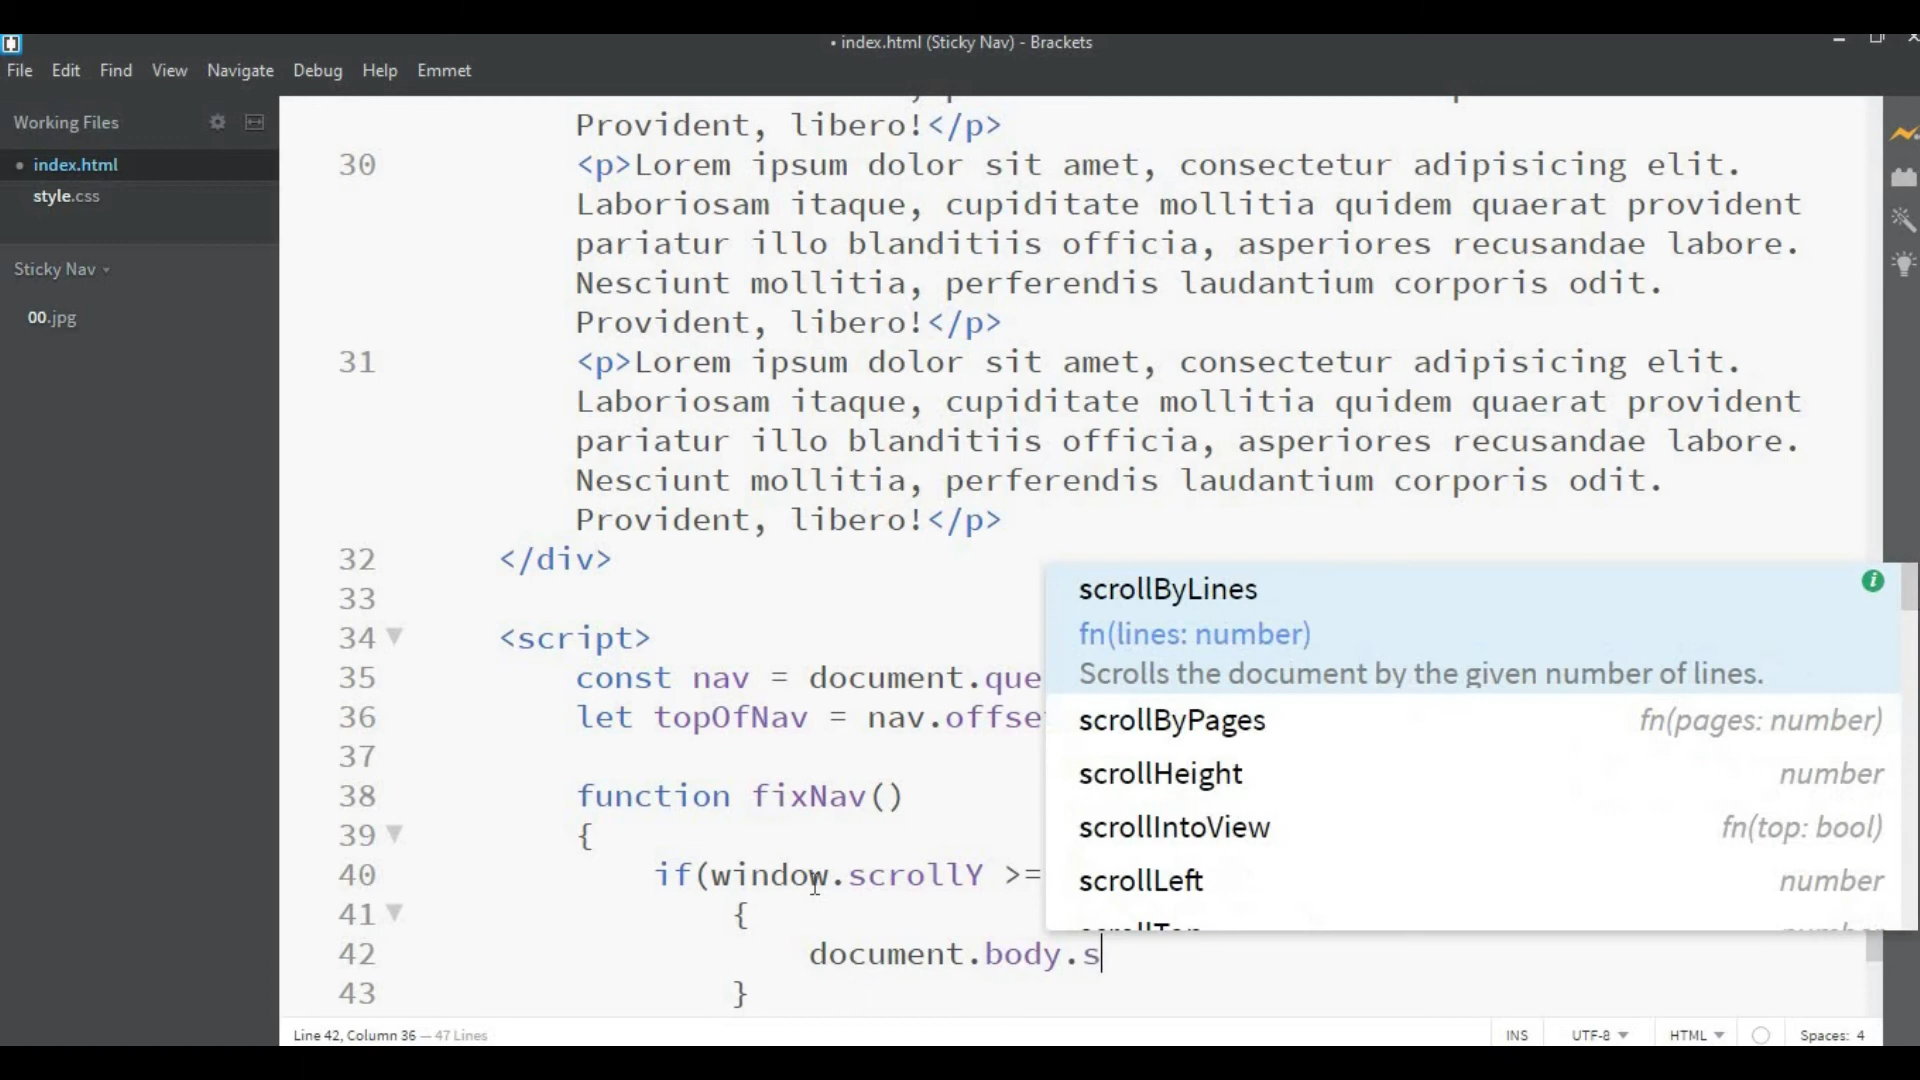 • index.html (Sticky Nav) - Brackets
File Edit Find View Navigate Debug Help Emmet
Working Files
• index.html
style.css
Sticky Nav
00.jpg
Provident, libero!</p>
30 <p>Lorem ipsum dolor sit amet, consectetur adipisicing elit.
Laboriosam itaque, cupiditate mollitia quidem quaerat provident
pariatur illo blanditiis officia, asperiores recusandae labore.
Nesciunt mollitia, perferendis laudantium corporis odit.
Provident, libero!</p>
31 <p>Lorem ipsum dolor sit amet, consectetur adipisicing elit.
Laboriosam itaque, cupiditate mollitia quidem quaerat provident
pariatur illo blanditiis officia, asperiores recusandae labore.
Nesciunt mollitia, perferendis laudantium corporis odit.
Provident, libero!</p>
32 </div>
33
34 <script>
35 const nav = document.que
36 let topOfNav = nav.offse
37
38 function fixNav()
39 {
40 if(window.scrollY >=
41 {
42 document.body.s
43 }
scrollByLines
fn(lines: number)
Scrolls the document by the given number of lines.
scrollByPages fn(pages: number)
scrollHeight number
scrollIntoView fn(top: bool)
scrollLeft number
Line 42, Column 36 — 47 Lines
INS UTF-8 HTML Spaces: 4